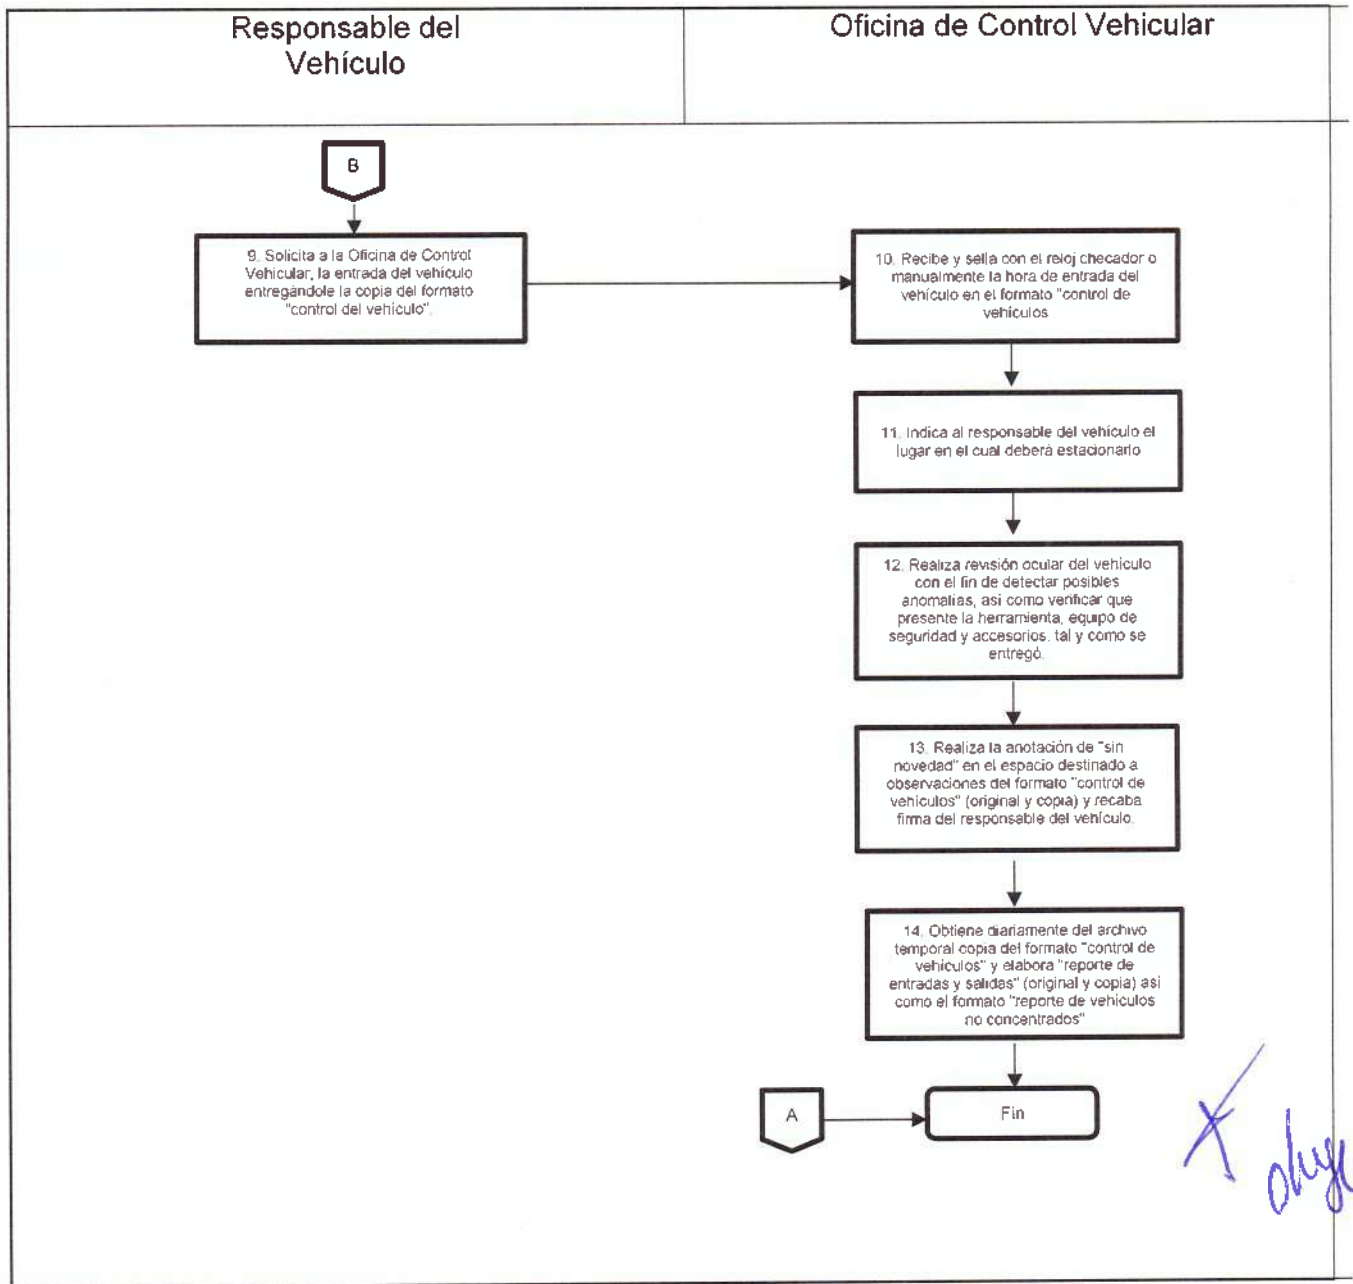 Responsable del
Vehículo
Oficina de Control Vehicular
B
9. Solicita a la Oficina de Control
Vehicular, la entrada del vehículo
entregándole la copia del formato
"control del vehículo".
10. Recibe y sella con el reloj checador o
manualmente la hora de entrada del
vehículo en el formato "control de
vehículos
11. Indica al responsable del vehículo el
lugar en el cual deberá estacionarlo
12. Realiza revisión ocular del vehículo
con el fin de detectar posibles
anomalías, así como verificar que
presente la herramienta, equipo de
seguridad y accesorios, tal y como se
entregó.
13. Realiza la anotación de "sin
novedad" en el espacio destinado a
observaciones del formato "control de
vehículos" (original y copia) y recaba
firma del responsable del vehículo.
14. Obtiene diariamente del archivo
temporal copia del formato "control de
vehículos" y elabora "reporte de
entradas y salidas" (original y copia) así
como el formato "reporte de vehículos
no concentrados"
A
Fin